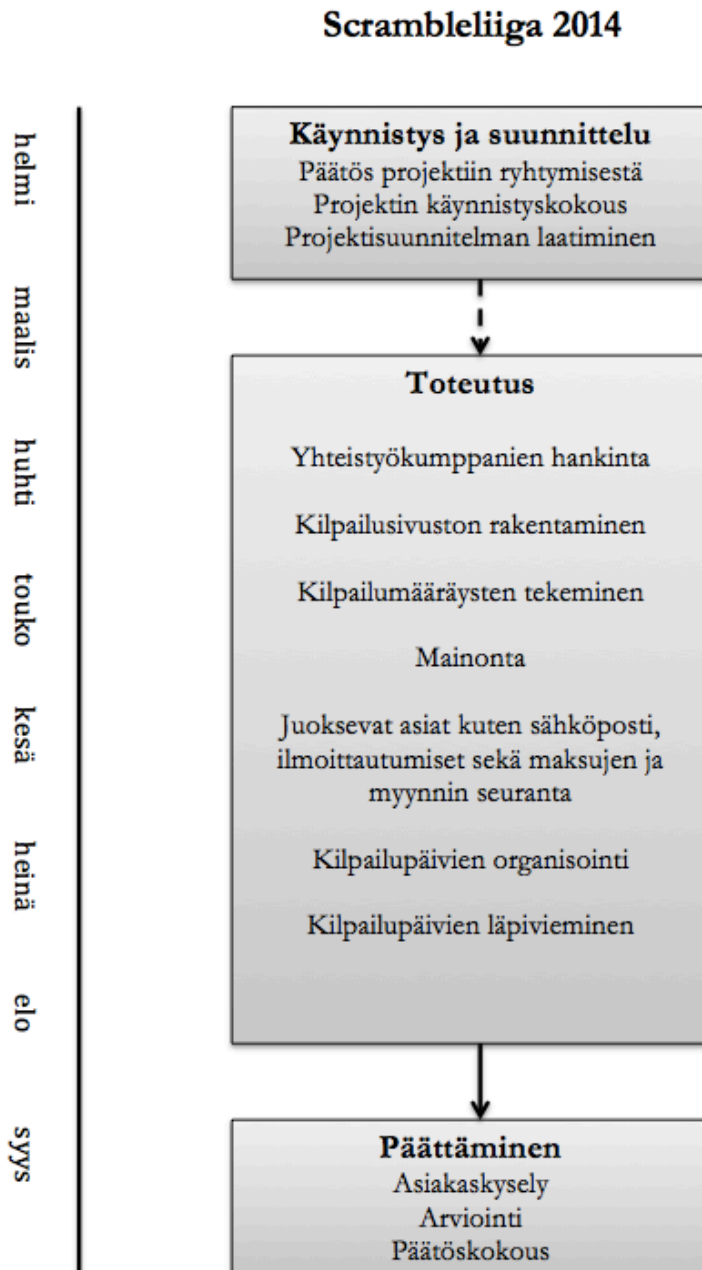 Scrambleliiga 2014
helmi
maalis
huhti
touko
kesä
heinä
elo
syys
Käynnistys ja suunnittelu
Päätös projektiin ryhtymisestä
Projektin käynnistyskokous
Projektisuunnitelman laatiminen
Toteutus
Yhteistyökumppanien hankinta
Kilpailusivuston rakentaminen
Kilpailumääräysten tekeminen
Mainonta
Juoksevat asiat kuten sähköposti,
ilmoittautumiset sekä maksujen ja
myynnin seuranta
Kilpailupäivien organisointi
Kilpailupäivien läpivieminen
Päättäminen
Asiakaskysely
Arviointi
Päätöskokous